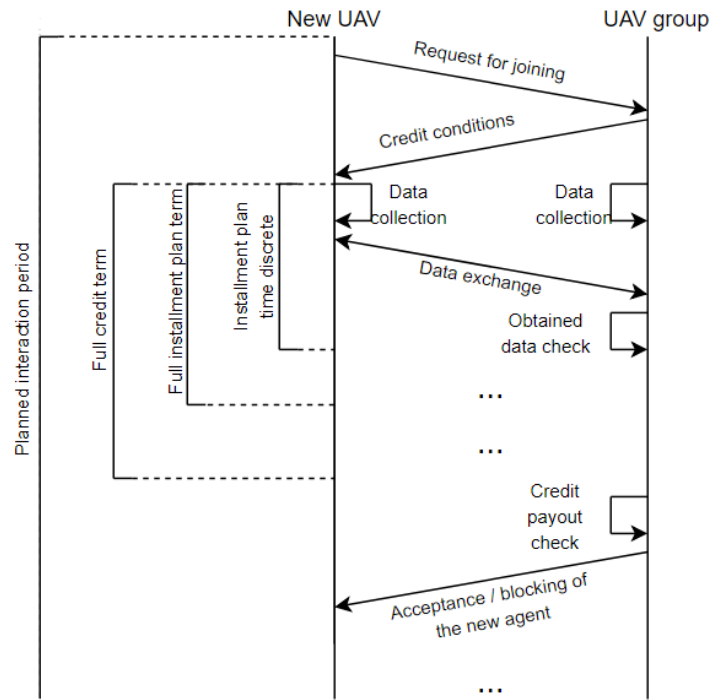 New UAV
UAV group
Request for joining
Credit conditions
Data
collection
Data
collection
Data exchange
Obtained
data check
...
...
Credit
payout
check
Acceptance / blocking of
the new agent
...
Planned interaction period
Full credit term
Full installment plan term
Installment plan
time discrete